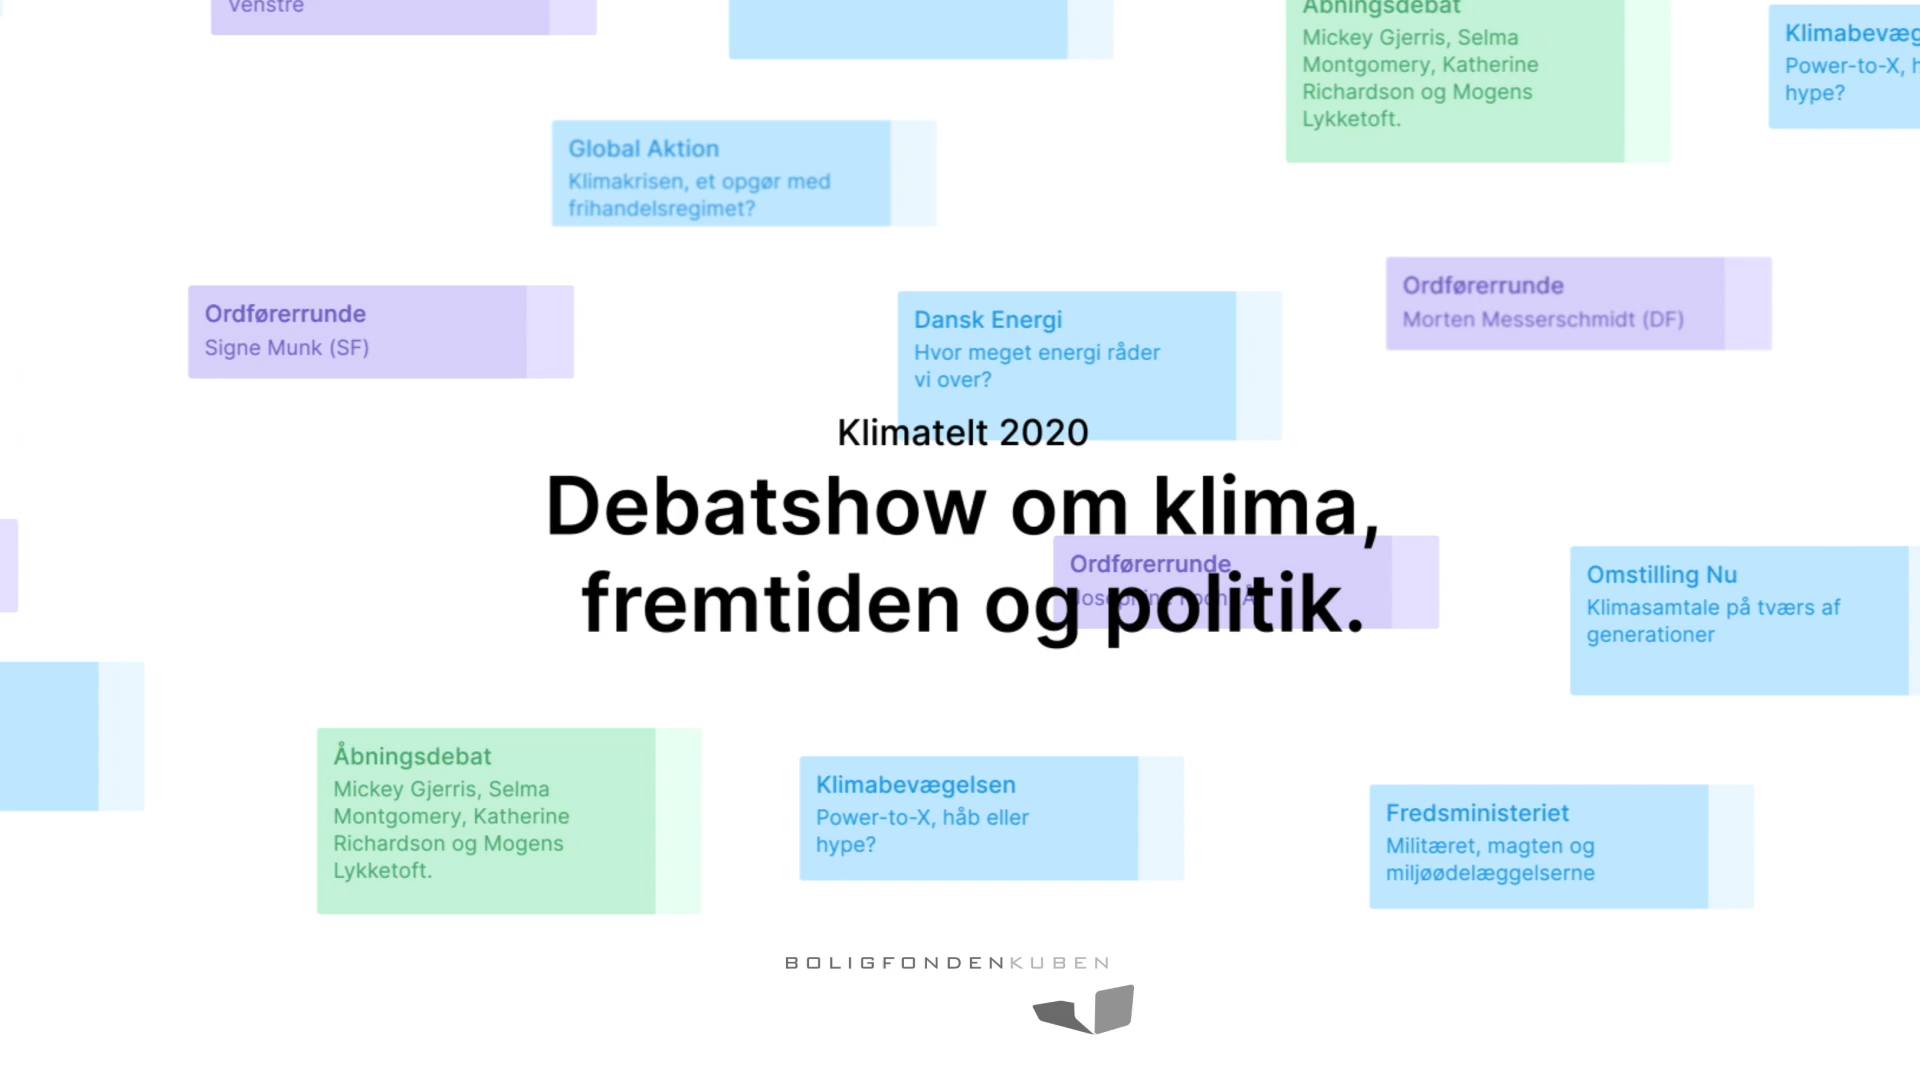 Venstre
Åbningsdebat
Mickey Gjerris, Selma
Montgomery, Katherine
Richardson og Mogens
Lykketoft.
Klimabevæg
Power-to-X, h
hype?
Global Aktion
Klimakrisen, et opgør med
frihandelsregimet?
Ordførerrunde
Signe Munk (SF)
Dansk Energi
Hvor meget energi råder
vi over?
Ordførerrunde
Morten Messerschmidt (DF)
Klimatelt 2020
Debatshow om klima,
fremtiden og politik.
Ordførerrunde
Omstilling Nu
Klimasamtale på tværs af
generationer
Åbningsdebat
Mickey Gjerris, Selma
Montgomery, Katherine
Richardson og Mogens
Lykketoft.
Klimabevægelsen
Power-to-X, håb eller
hype?
Fredsministeriet
Militæret, magten og
miljøødelæggelserne
BOLIGFONDENKUBEN